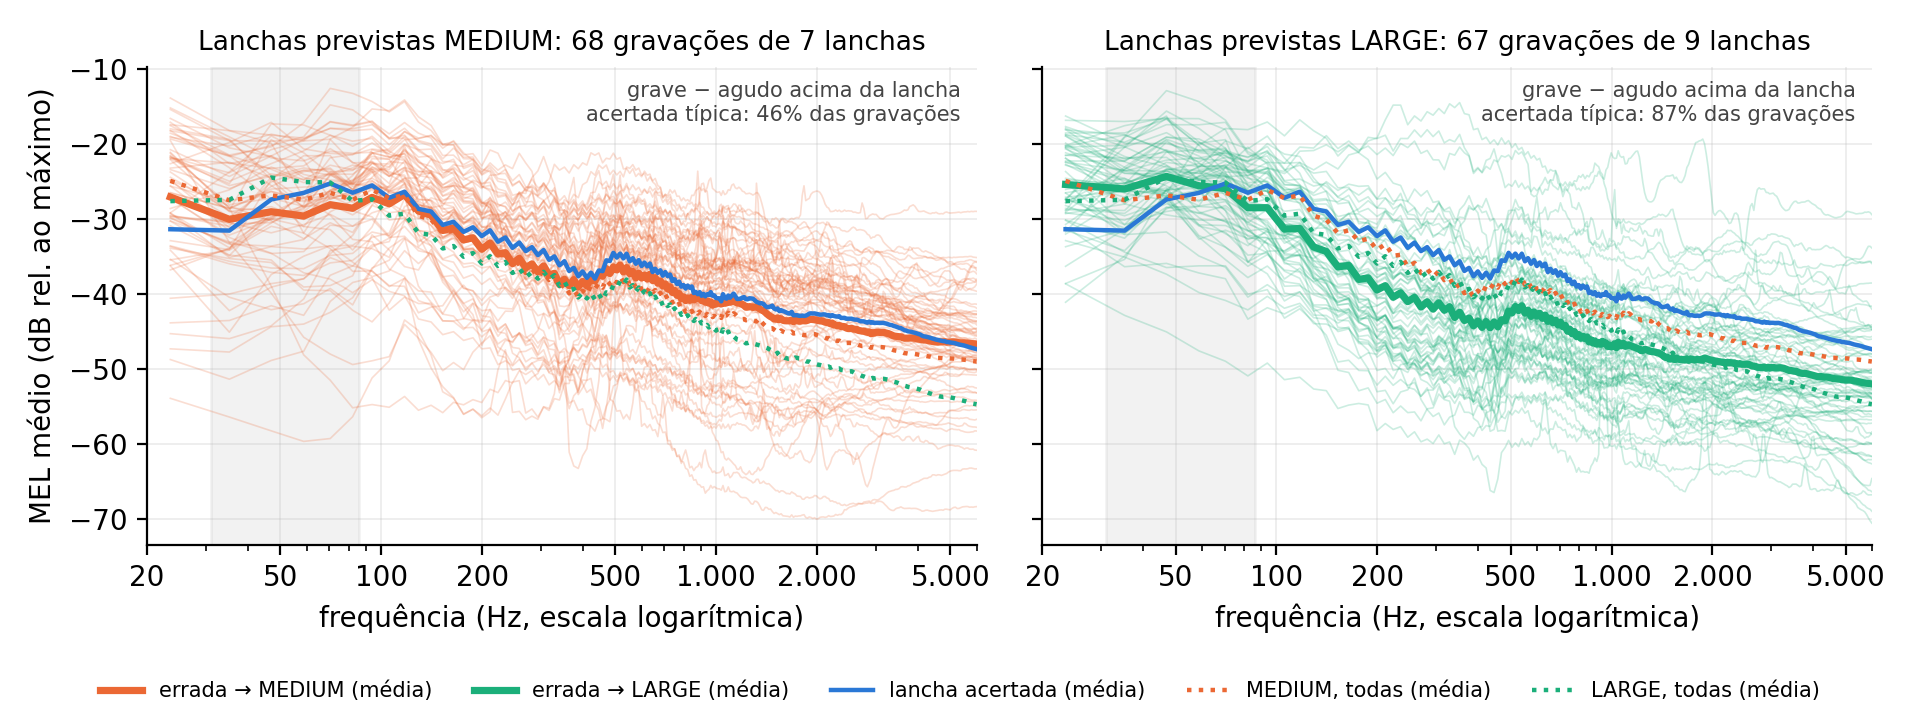 Lanchas previstas MEDIUM: 68 gravações de 7 lanchas
Lanchas previstas LARGE: 67 gravações de 9 lanchas
grave − agudo acima da lancha
acertada típica: 46% das gravações
grave − agudo acima da lancha
acertada típica: 87% das gravações
MEL médio (dB rel. ao máximo)
−10
−20
−30
−40
−50
−60
−70
20 50 100 200 500 1.000 2.000 5.000
20 50 100 200 500 1.000 2.000 5.000
frequência (Hz, escala logarítmica)
frequência (Hz, escala logarítmica)
errada → MEDIUM (média) errada → LARGE (média) lancha acertada (média) MEDIUM, todas (média) LARGE, todas (média)